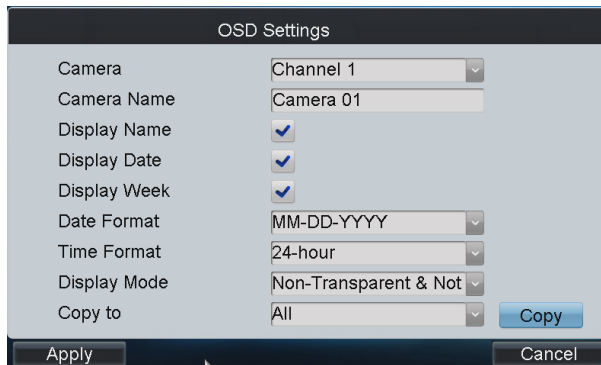 OSD Settings
Camera Channel 1
Camera Name Camera 01
Display Name
Display Date
Display Week
Date Format MM-DD-YYYY
Time Format 24-hour
Display Mode Non-Transparent & Not
Copy to All Copy
Apply Cancel